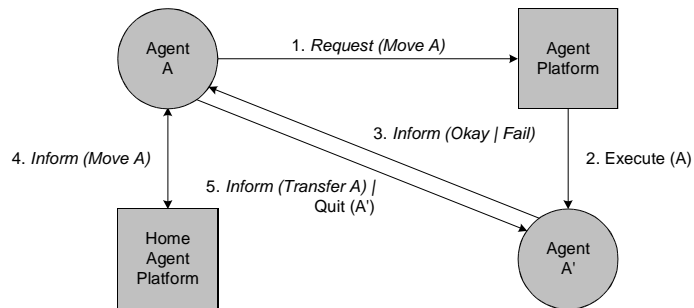 Agent
A
1. Request (Move A)
Agent
Platform
3. Inform (Okay | Fail)
2. Execute (A)
4. Inform (Move A)
5. Inform (Transfer A) |
Quit (A')
Home
Agent
Platform
Agent
A'